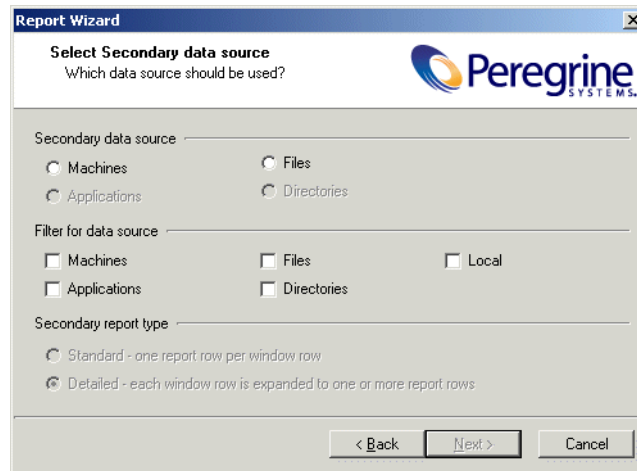 Report Wizard
Select Secondary data source
Which data source should be used?
Peregrine
SYSTEMS.
Secondary data source
Machines
Files
Applications
Directories
Filter for data source
Machines
Files
Local
Applications
Directories
Secondary report type
Standard - one report row per window row
Detailed - each window row is expanded to one or more report rows
< Back
Next >
Cancel